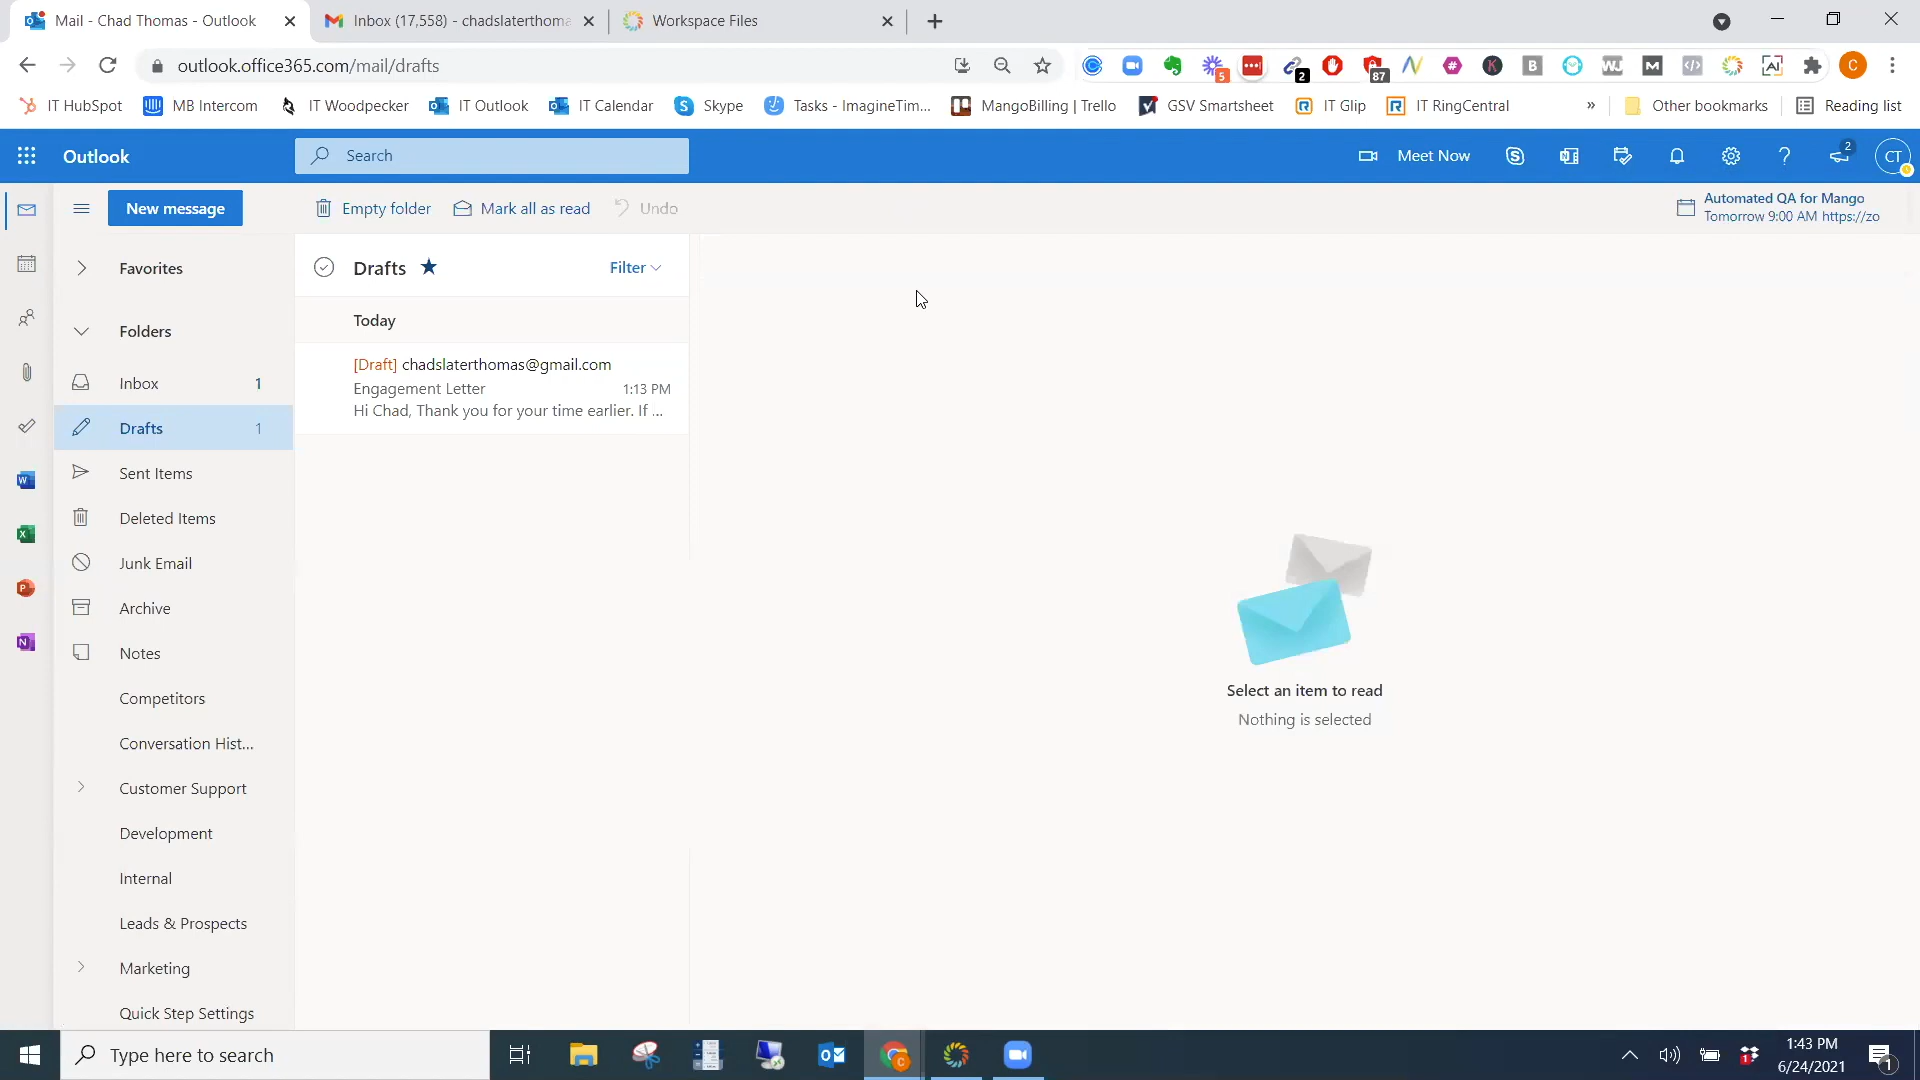 Mail - Chad Thomas - Outlook
Inbox (17,558) - chadslaterthoma
Workspace Files
outlook.office365.com/mail/drafts
5
2
87
C
IT HubSpot
MB Intercom
IT Woodpecker
IT Outlook
IT Calendar
Skype
Tasks - ImagineTim...
MangoBilling | Trello
GSV Smartsheet
IT Glip
IT RingCentral
»
Other bookmarks
Reading list
Outlook
Search
Meet Now
2
CT
New message
Empty folder
Mark all as read
Undo
Automated QA for Mango
Tomorrow 9:00 AM https://zo
Favorites
Folders
Inbox 1
Drafts 1
Sent Items
Deleted Items
Junk Email
Archive
Notes
Competitors
Conversation Hist...
Customer Support
Development
Internal
Leads & Prospects
Marketing
Quick Step Settings
Drafts
Filter
Today
[Draft] chadslaterthomas@gmail.com
Engagement Letter 1:13 PM
Hi Chad, Thank you for your time earlier. If ...
Select an item to read
Nothing is selected
Type here to search
1:43 PM
6/24/2021
1